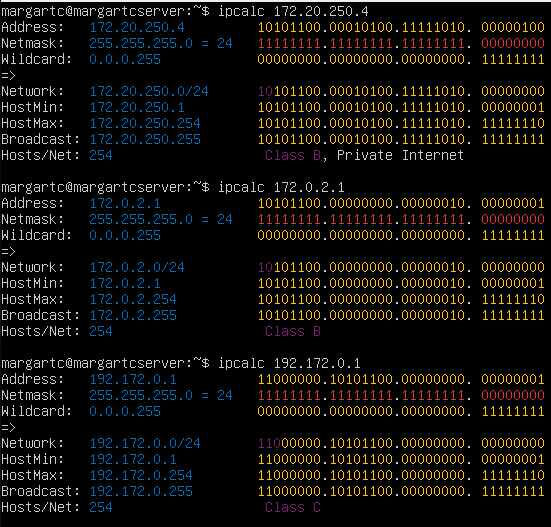 margartc@margartcserver:~$ ipcalc 172.20.250.4
Address:   172.20.250.4         10101100.00010100.11111010. 00000100
Netmask:   255.255.255.0 = 24   11111111.11111111.11111111. 00000000
Wildcard:  0.0.0.255            00000000.00000000.00000000. 11111111
=>
Network:   172.20.250.0/24      10101100.00010100.11111010. 00000000
HostMin:   172.20.250.1         10101100.00010100.11111010. 00000001
HostMax:   172.20.250.254       10101100.00010100.11111010. 11111110
Broadcast: 172.20.250.255       10101100.00010100.11111010. 11111111
Hosts/Net: 254                   Class B, Private Internet
margartc@margartcserver:~$ ipcalc 172.0.2.1
Address:   172.0.2.1            10101100.00000000.00000010. 00000001
Netmask:   255.255.255.0 = 24   11111111.11111111.11111111. 00000000
Wildcard:  0.0.0.255            00000000.00000000.00000000. 11111111
=>
Network:   172.0.2.0/24         10101100.00000000.00000010. 00000000
HostMin:   172.0.2.1            10101100.00000000.00000010. 00000001
HostMax:   172.0.2.254          10101100.00000000.00000010. 11111110
Broadcast: 172.0.2.255          10101100.00000000.00000010. 11111111
Hosts/Net: 254                   Class B
margartc@margartcserver:~$ ipcalc 192.172.0.1
Address:   192.172.0.1          11000000.10101100.00000000. 00000001
Netmask:   255.255.255.0 = 24   11111111.11111111.11111111. 00000000
Wildcard:  0.0.0.255            00000000.00000000.00000000. 11111111
=>
Network:   192.172.0.0/24       11000000.10101100.00000000. 00000000
HostMin:   192.172.0.1          11000000.10101100.00000000. 00000001
HostMax:   192.172.0.254        11000000.10101100.00000000. 11111110
Broadcast: 192.172.0.255        11000000.10101100.00000000. 11111111
Hosts/Net: 254                   Class C